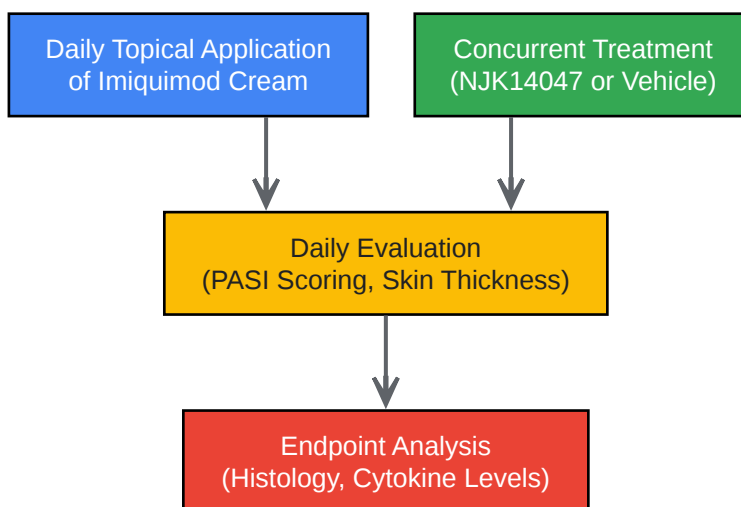 Daily Topical Application
of Imiquimod Cream
Concurrent Treatment
(NJK14047 or Vehicle)
Daily Evaluation
(PASI Scoring, Skin Thickness)
Endpoint Analysis
(Histology, Cytokine Levels)